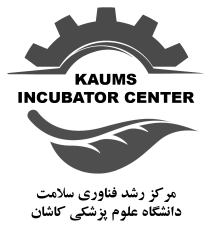 KAUMS
INCUBATOR CENTER
مرکز رشد فناوری سلامت
دانشگاه علوم پزشکی کاشان